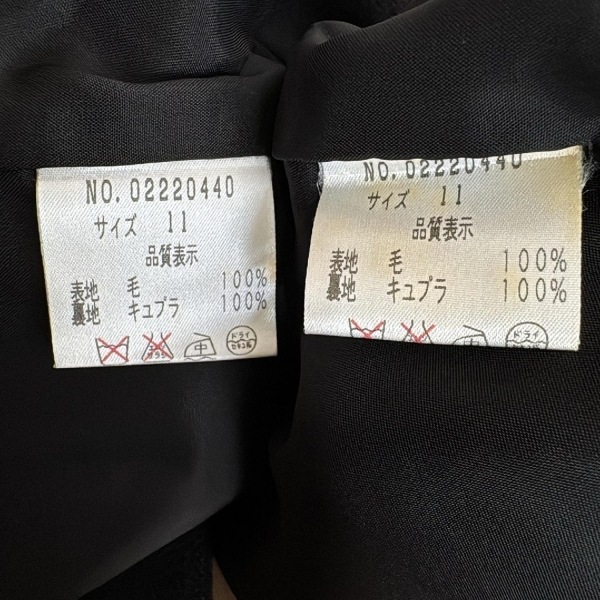 NO.02220440
サイズ 11
品質表示
表地 毛 100%
裏地 キュプラ 100%
中 ドライ
NO.02220440
サイズ 11
品質表示
表地 毛 100%
裏地 キュプラ 100%
中 ドライ